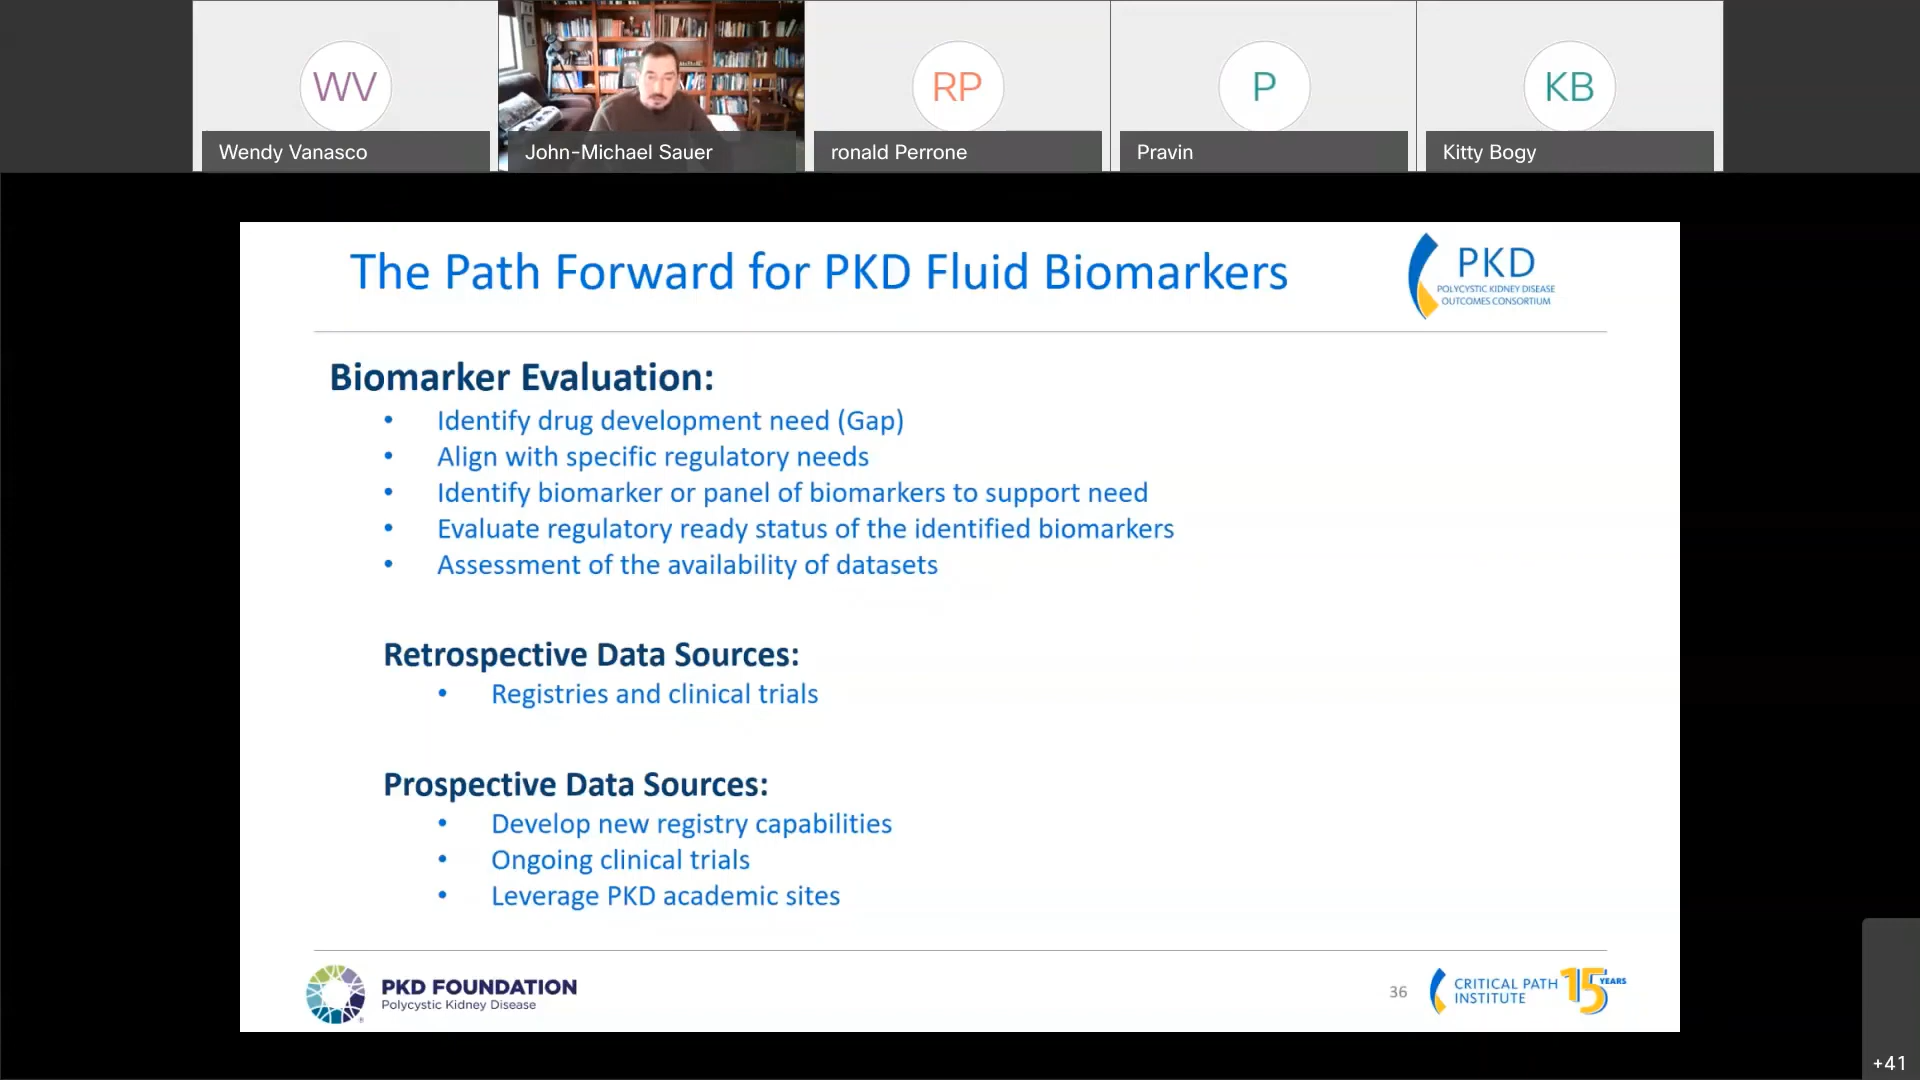 WV
RP
P
KB
Wendy Vanasco
John-Michael Sauer
ronald Perrone
Pravin
Kitty Bogy
The Path Forward for PKD Fluid Biomarkers
PKD
POLYCYSTIC KIDNEY DISEASE
OUTCOMES CONSORTIUM
Biomarker Evaluation:
• Identify drug development need (Gap)
• Align with specific regulatory needs
• Identify biomarker or panel of biomarkers to support need
• Evaluate regulatory ready status of the identified biomarkers
• Assessment of the availability of datasets
Retrospective Data Sources:
• Registries and clinical trials
Prospective Data Sources:
• Develop new registry capabilities
• Ongoing clinical trials
• Leverage PKD academic sites
PKD FOUNDATION
Polycystic Kidney Disease
36
CRITICAL PATH
INSTITUTE
15 YEARS
+41